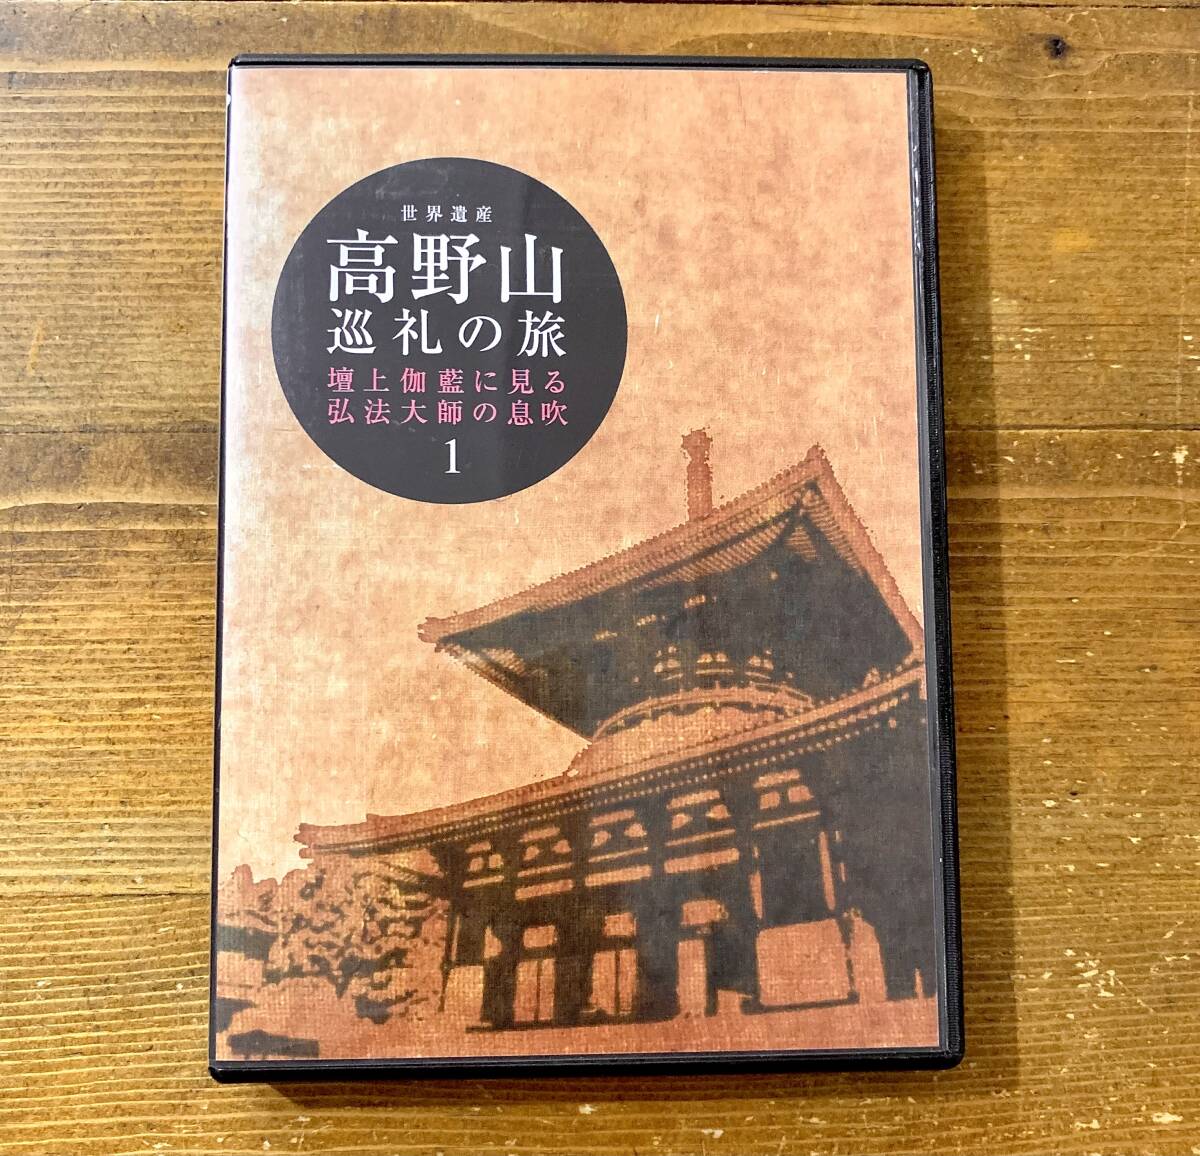 世界遺産
高野山
巡礼の旅
壇上伽藍に見る
弘法大師の息吹
1